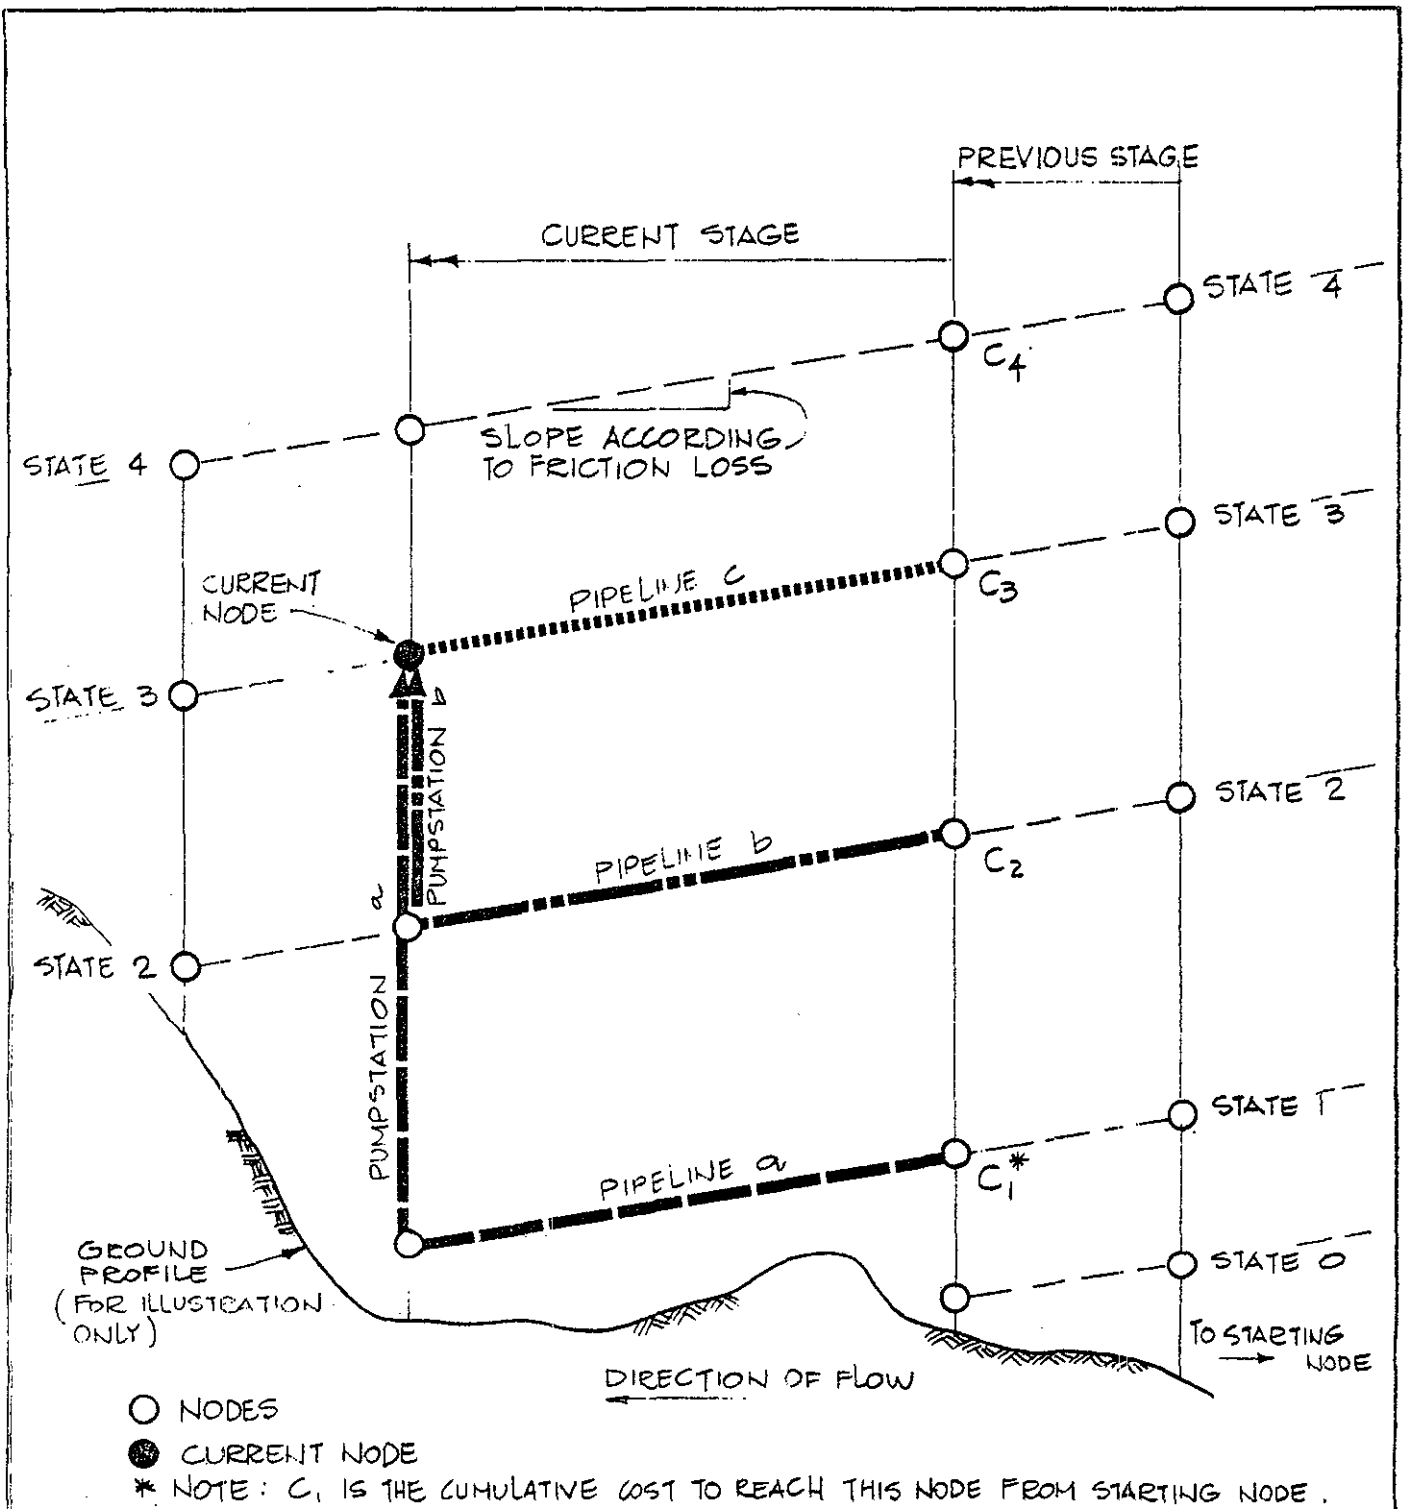 PREVIOUS STAGE
CURRENT STAGE
STATE 4
C4
SLOPE ACCORDING
TO FRICTION LOSS
STATE 4
STATE 3
CURRENT
NODE
PIPELINE C
C3
STATE 3
PUMPSTATION b
STATE 2
PIPELINE b
C2
STATE 2
PUMPSTATION a
STATE 1
PIPELINE a
C1*
GROUND
PROFILE
(FOR ILLUSTRATION
ONLY)
STATE 0
TO STARTING
NODE
DIRECTION OF FLOW
NODES
CURRENT NODE
* NOTE: C1 IS THE CUMULATIVE COST TO REACH THIS NODE FROM STARTING NODE.